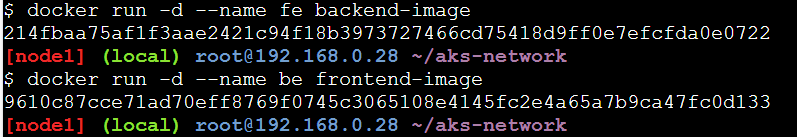 $ docker run -d --name fe backend-image
214fbaa75af1f3aae2421c94f18b3973727466cd75418d9ff0e7efcfda0e0722
[node1] (local) root@192.168.0.28 ~/aks-network
$ docker run -d --name be frontend-image
9610c87cce71ad70eff8769f0745c3065108e4145fc2e4a65a7b9ca47fc0d133
[node1] (local) root@192.168.0.28 ~/aks-network